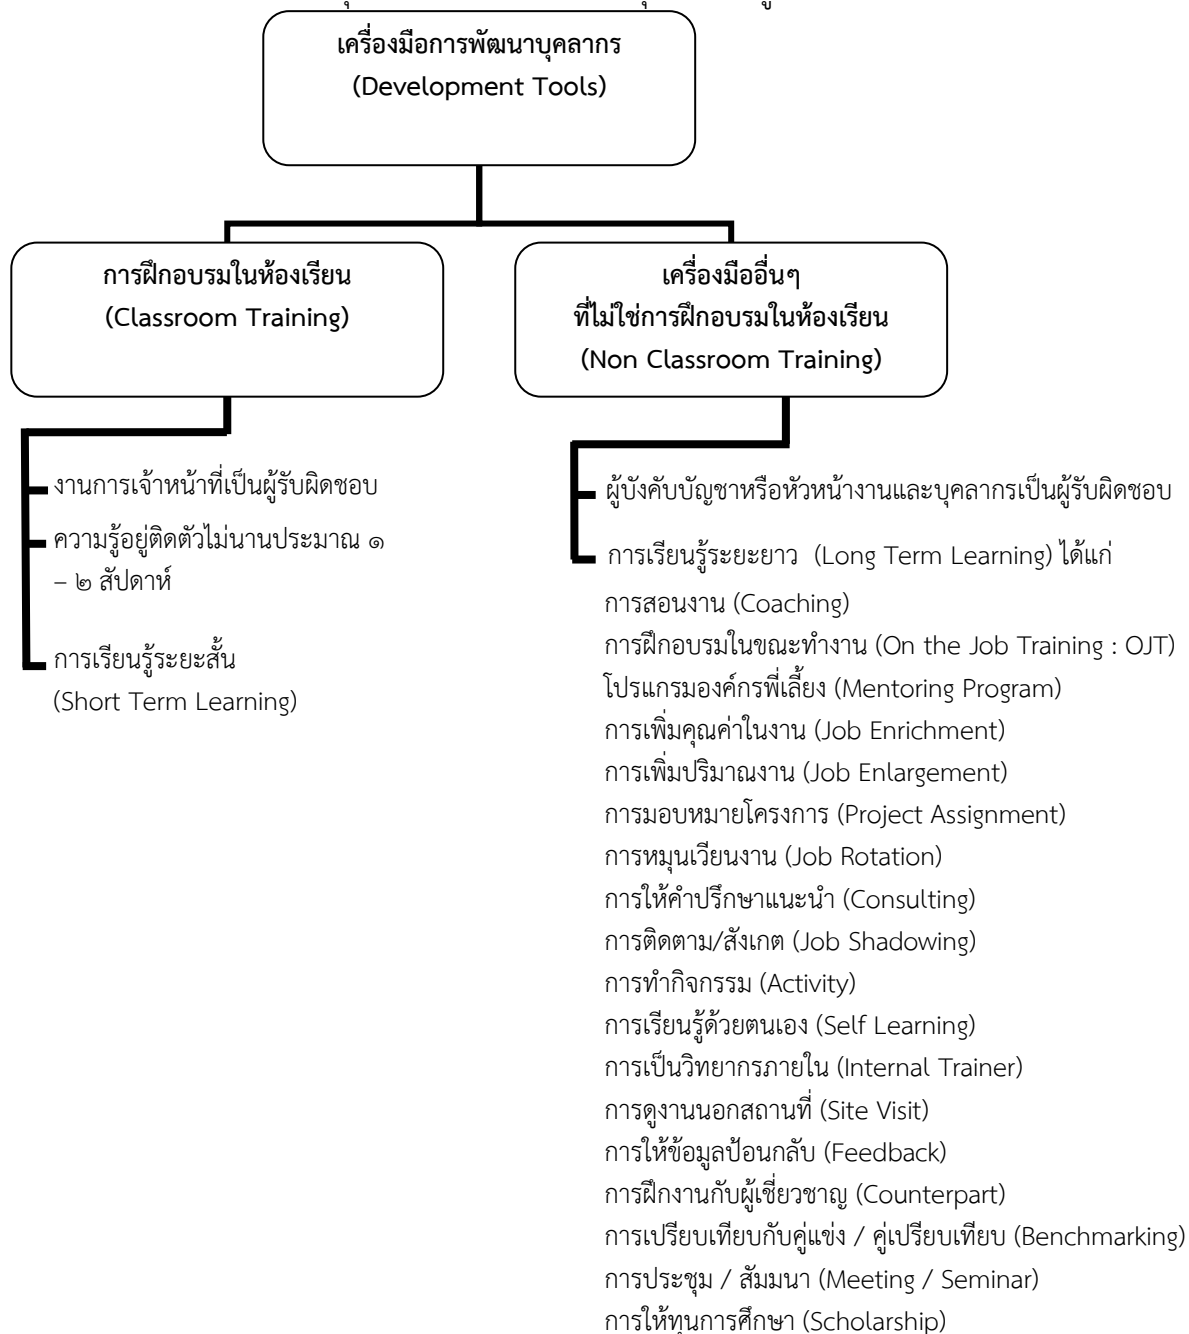 เครื่องมือการพัฒนาบุคลากร
(Development Tools)
การฝึกอบรมในห้องเรียน
(Classroom Training)
เครื่องมืออื่นๆ
ที่ไม่ใช่การฝึกอบรมในห้องเรียน
(Non Classroom Training)
งานการเจ้าหน้าที่เป็นผู้รับผิดชอบ
ความรู้อยู่ติดตัวไม่นานประมาณ ๑
– ๒ สัปดาห์
การเรียนรู้ระยะสั้น
(Short Term Learning)
ผู้บังคับบัญชาหรือหัวหน้างานและบุคลากรเป็นผู้รับผิดชอบ
การเรียนรู้ระยะยาว (Long Term Learning) ได้แก่
การสอนงาน (Coaching)
การฝึกอบรมในขณะทำงาน (On the Job Training : OJT)
โปรแกรมองค์กรพี่เลี้ยง (Mentoring Program)
การเพิ่มคุณค่าในงาน (Job Enrichment)
การเพิ่มปริมาณงาน (Job Enlargement)
การมอบหมายโครงการ (Project Assignment)
การหมุนเวียนงาน (Job Rotation)
การให้คำปรึกษาแนะนำ (Consulting)
การติดตาม/สังเกต (Job Shadowing)
การทำกิจกรรม (Activity)
การเรียนรู้ด้วยตนเอง (Self Learning)
การเป็นวิทยากรภายใน (Internal Trainer)
การดูงานนอกสถานที่ (Site Visit)
การให้ข้อมูลป้อนกลับ (Feedback)
การฝึกงานกับผู้เชี่ยวชาญ (Counterpart)
การเปรียบเทียบกับคู่แข่ง / คู่เปรียบเทียบ (Benchmarking)
การประชุม / สัมมนา (Meeting / Seminar)
การให้ทุนการศึกษา (Scholarship)